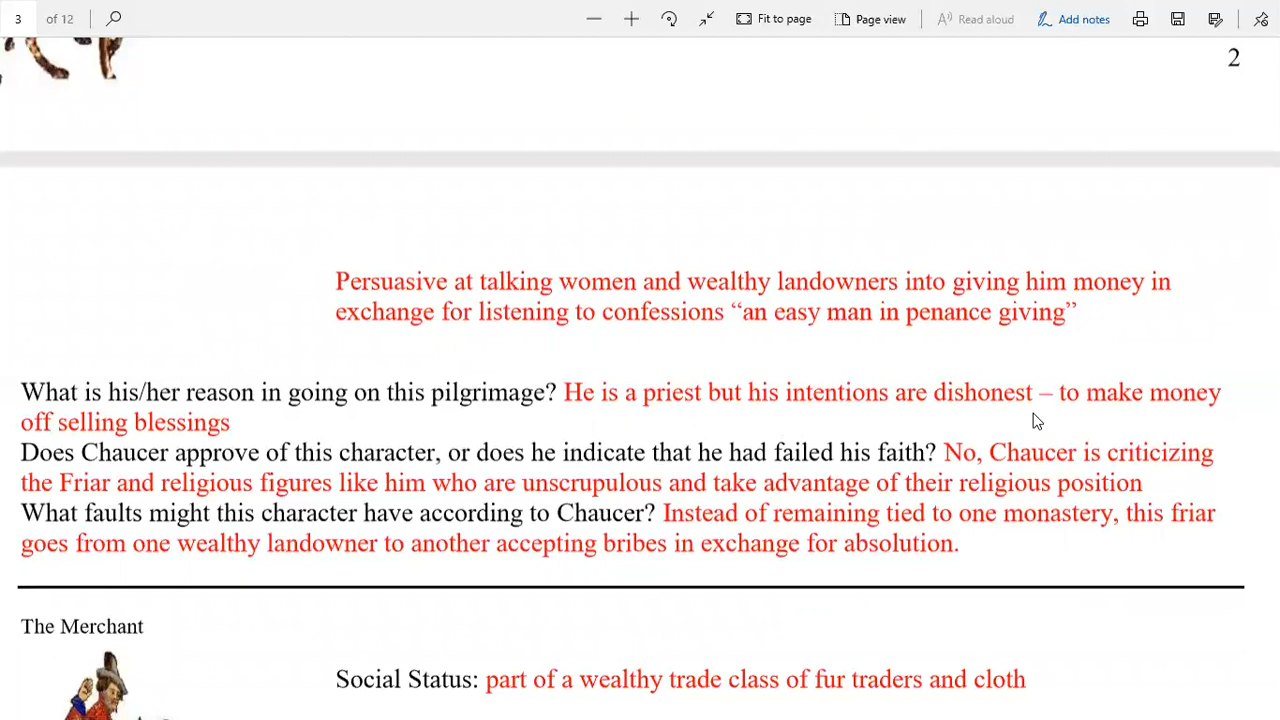 3 of 12 Fit to page Page view Read aloud Add notes
2
Persuasive at talking women and wealthy landowners into giving him money in
exchange for listening to confessions “an easy man in penance giving”
What is his/her reason in going on this pilgrimage? He is a priest but his intentions are dishonest – to make money
off selling blessings
Does Chaucer approve of this character, or does he indicate that he had failed his faith? No, Chaucer is criticizing
the Friar and religious figures like him who are unscrupulous and take advantage of their religious position
What faults might this character have according to Chaucer? Instead of remaining tied to one monastery, this friar
goes from one wealthy landowner to another accepting bribes in exchange for absolution.
The Merchant
Social Status: part of a wealthy trade class of fur traders and cloth